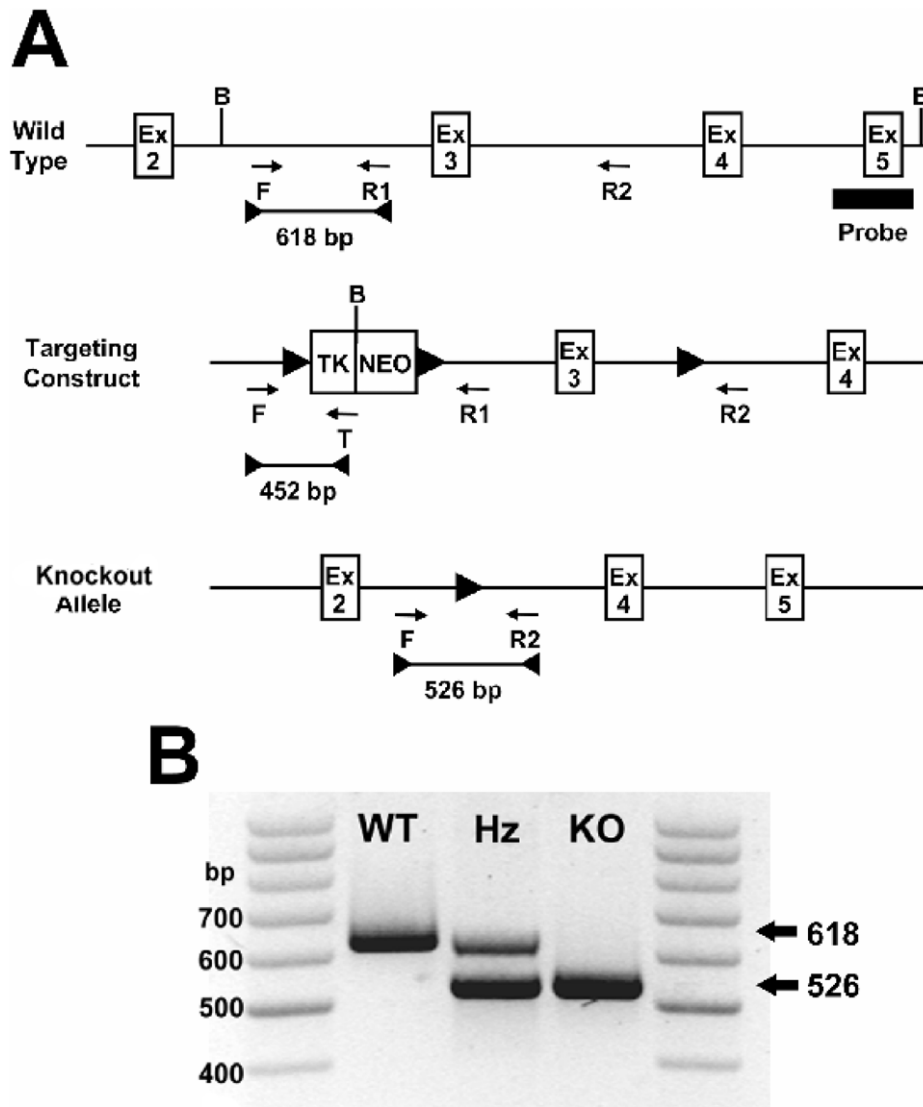 A
B B
Wild Type Ex 2 Ex 3 Ex 4 Ex 5
F R1 R2
618 bp Probe
B
Targeting Construct TK NEO Ex 3 Ex 4
F R1 R2
T
452 bp
Knockout Allele Ex 2 Ex 4 Ex 5
F R2
526 bp
B
WT Hz KO
bp
700
618
600
526
500
400